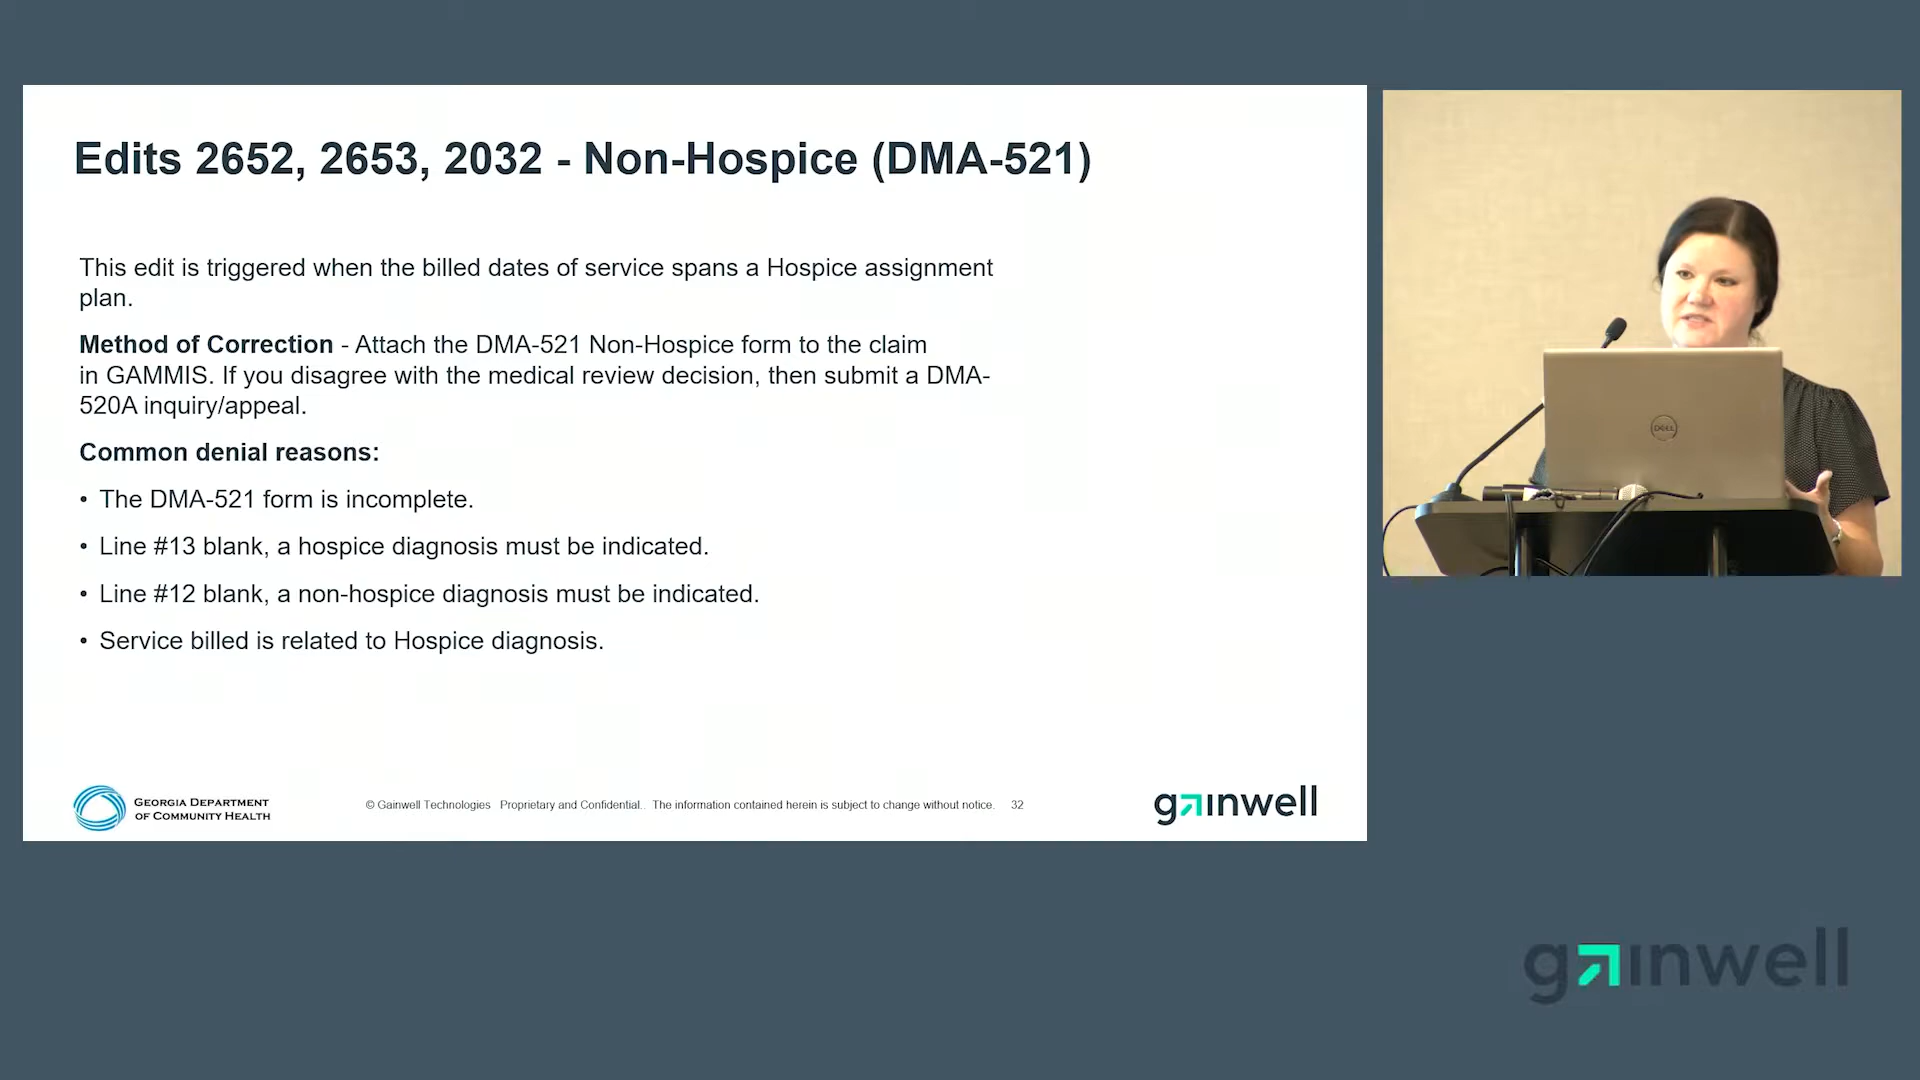 Edits 2652, 2653, 2032 - Non-Hospice (DMA-521)
This edit is triggered when the billed dates of service spans a Hospice assignment
plan.
Method of Correction - Attach the DMA-521 Non-Hospice form to the claim
in GAMMIS. If you disagree with the medical review decision, then submit a DMA-
520A inquiry/appeal.
Common denial reasons:
• The DMA-521 form is incomplete.
• Line #13 blank, a hospice diagnosis must be indicated.
• Line #12 blank, a non-hospice diagnosis must be indicated.
• Service billed is related to Hospice diagnosis.
GEORGIA DEPARTMENT
OF COMMUNITY HEALTH
© Gainwell Technologies Proprietary and Confidential.. The information contained herein is subject to change without notice. 32
gainwell
DELL
gainwell